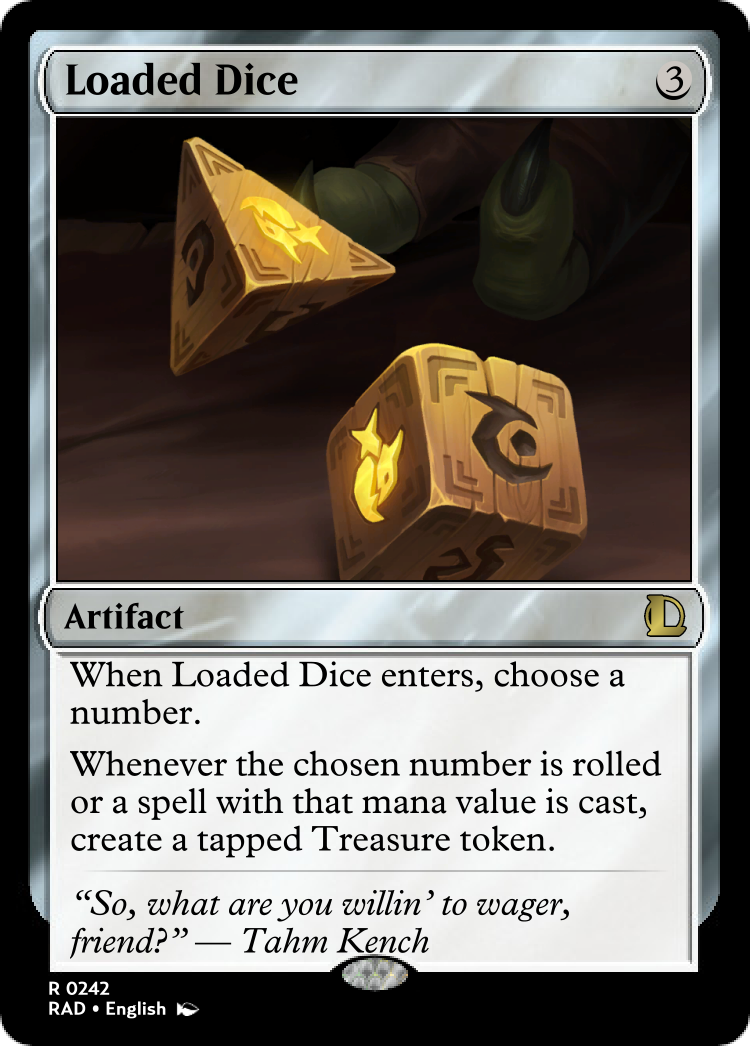 Loaded Dice
3
Artifact
When Loaded Dice enters, choose a
number.
Whenever the chosen number is rolled
or a spell with that mana value is cast,
create a tapped Treasure token.
“So, what are you willin’ to wager,
friend?” — Tahm Kench
R 0242
RAD • English